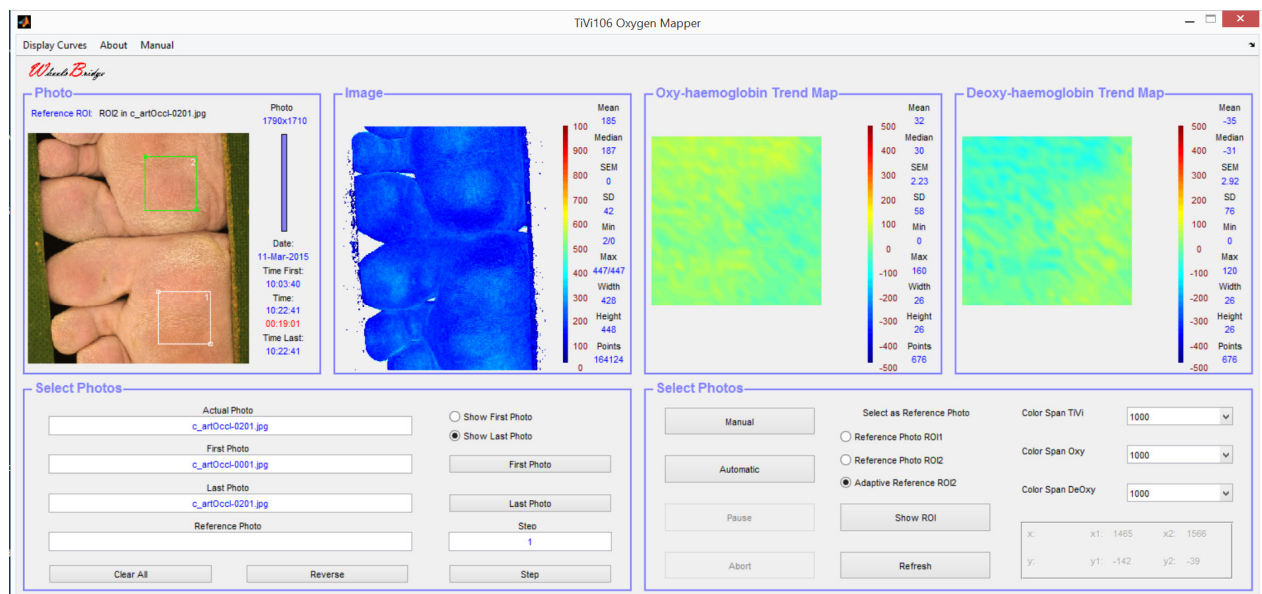 TiVi106 Oxygen Mapper
Display Curves About Manual
WheelsBridge
Photo
Reference ROI: ROI2 in c_artOccl-0201.jpg
Photo
1790x1710
2
1
Date:
11-Mar-2015
Time First:
10:03:40
Time:
10:22:41
00:19:01
Time Last:
10:22:41
Image
100
900
800
700
600
500
400
300
200
100
0
Mean
185
Median
187
SEM
0
SD
42
Min
2/0
Max
447/447
Width
428
Height
448
Points
164124
Oxy-haemoglobin Trend Map
500
400
300
200
100
0
-100
-200
-300
-400
-500
Mean
32
Median
30
SEM
2.23
SD
58
Min
0
Max
160
Width
26
Height
26
Points
676
Deoxy-haemoglobin Trend Map
500
400
300
200
100
0
-100
-200
-300
-400
-500
Mean
-35
Median
-31
SEM
2.92
SD
76
Min
0
Max
120
Width
26
Height
26
Points
676
Select Photos
Actual Photo
c_artOccl-0201.jpg
First Photo
c_artOccl-0001.jpg
Last Photo
c_artOccl-0201.jpg
Reference Photo
Clear All
Reverse
Show First Photo
Show Last Photo
First Photo
Last Photo
Step
1
Step
Select Photos
Manual
Automatic
Pause
Abort
Select as Reference Photo
Reference Photo ROI1
Reference Photo ROI2
Adaptive Reference ROI2
Show ROI
Refresh
Color Span TiVi 1000
Color Span Oxy 1000
Color Span DeOxy 1000
x: x1: 1465 x2: 1566
y: y1: -142 y2: -39